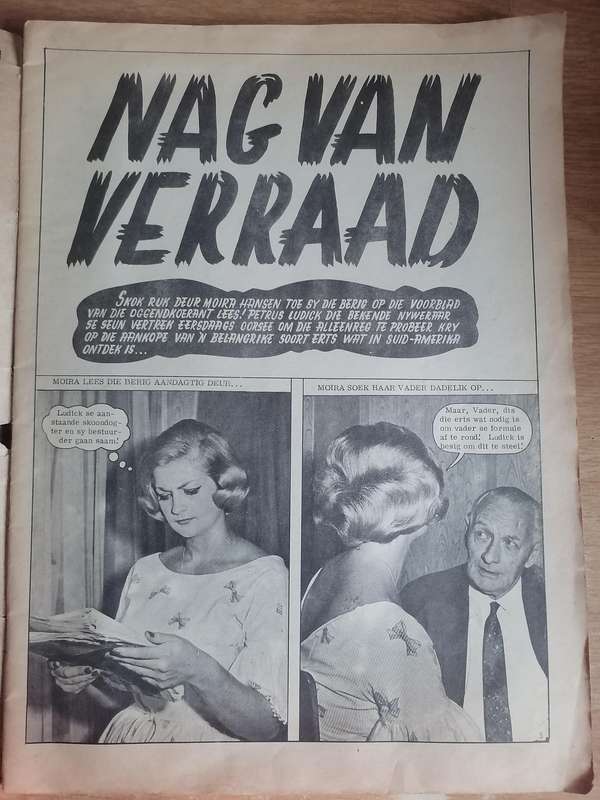 NAG VAN
VERRAAD
SKOK RUK DEUR MOIRA HANSEN TOE SY DIE BERIG OP DIE VOORBLAD
VAN DIE OGGENDKOERANT LEES! PETRUS LUDICK DIE BEKENDE NYWERAAR
SE SEUN VERTREK EERSDAAGS OORSEE OM DIE ALLEENREG TE PROBEER KRY
OP DIE AANKOPE VAN 'N BELANGRIKE SOORT ERTS WAT IN SUID-AMERIKA
ONTDEK IS...
MOIRA LEES DIE BERIG AANDAGTIG DEUR...
Ludick se aan-
staande skoondog-
ter en sy bestuur-
der gaan saam!
MOIRA SOEK HAAR VADER DADELIK OP...
Maar, Vader, dis
die erts wat nodig is
om vader se formule
af te rond! Ludick is
besig om dit te steel!
3